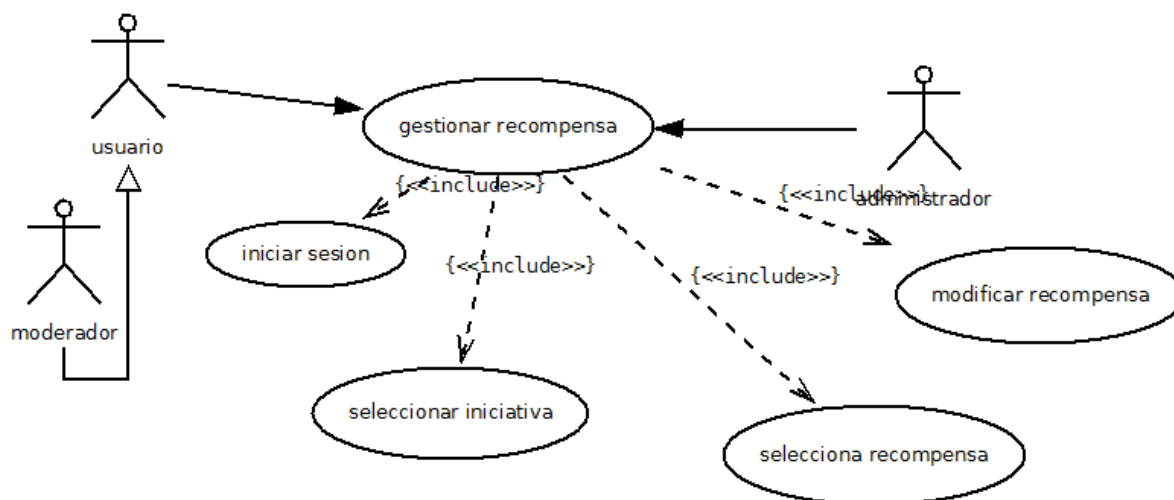 gestionar recompensa
usuario
{<<include>>}
{<<include>>}
administrador
iniciar sesion
{<<include>>}
{<<include>>}
modificar recompensa
moderador
seleccionar iniciativa
selecciona recompensa